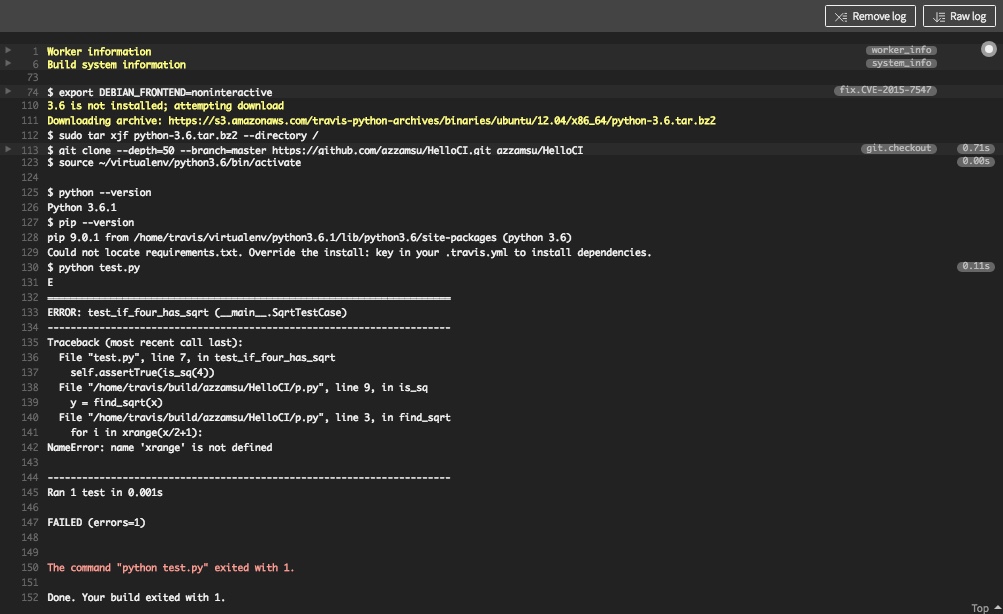 Remove log Raw log
1 Worker information worker_info
6 Build system information system_info
73
74 $ export DEBIAN_FRONTEND=noninteractive fix.CVE-2015-7547
110 3.6 is not installed; attempting download
111 Downloading archive: https://s3.amazonaws.com/travis-python-archives/binaries/ubuntu/12.04/x86_64/python-3.6.tar.bz2
112 $ sudo tar xjf python-3.6.tar.bz2 --directory /
113 $ git clone --depth=50 --branch=master https://github.com/azzamsu/HelloCI.git azzamsu/HelloCI git.checkout 0.71s
123 $ source ~/virtualenv/python3.6/bin/activate 0.00s
124
125 $ python --version
126 Python 3.6.1
127 $ pip --version
128 pip 9.0.1 from /home/travis/virtualenv/python3.6.1/lib/python3.6/site-packages (python 3.6)
129 Could not locate requirements.txt. Override the install: key in your .travis.yml to install dependencies.
130 $ python test.py 0.11s
131 E
132 ======================================================================
133 ERROR: test_if_four_has_sqrt (__main__.SqrtTestCase)
134 ----------------------------------------------------------------------
135 Traceback (most recent call last):
136   File "test.py", line 7, in test_if_four_has_sqrt
137     self.assertTrue(is_sq(4))
138   File "/home/travis/build/azzamsu/HelloCI/p.py", line 9, in is_sq
139     y = find_sqrt(x)
140   File "/home/travis/build/azzamsu/HelloCI/p.py", line 3, in find_sqrt
141     for i in xrange(x/2+1):
142 NameError: name 'xrange' is not defined
143
144 ----------------------------------------------------------------------
145 Ran 1 test in 0.001s
146
147 FAILED (errors=1)
148
149
150 The command "python test.py" exited with 1.
151
152 Done. Your build exited with 1.
Top